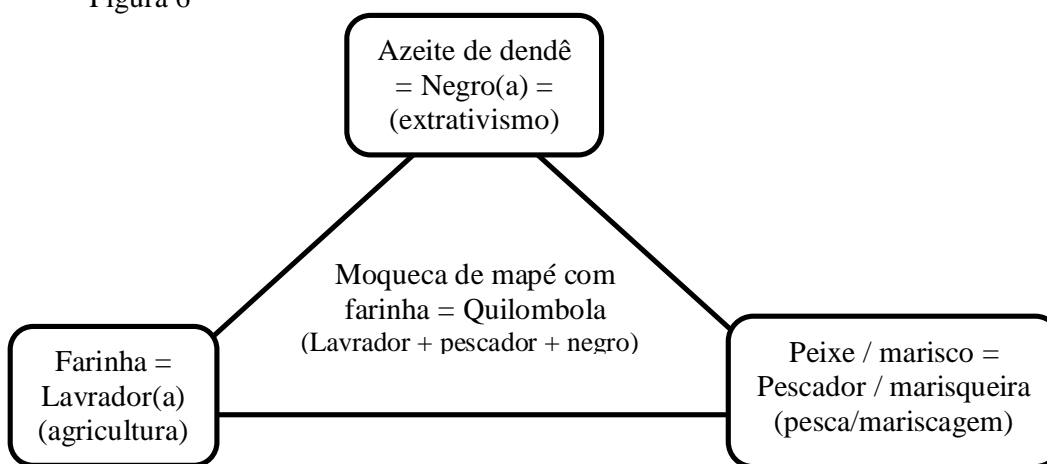 Figura 6
Azeite de dendê
= Negro(a) =
(extrativismo)
Moqueca de mapé com
farinha = Quilombola
(Lavrador + pescador + negro)
Farinha =
Lavrador(a)
(agricultura)
Peixe / marisco =
Pescador / marisqueira
(pesca/mariscagem)